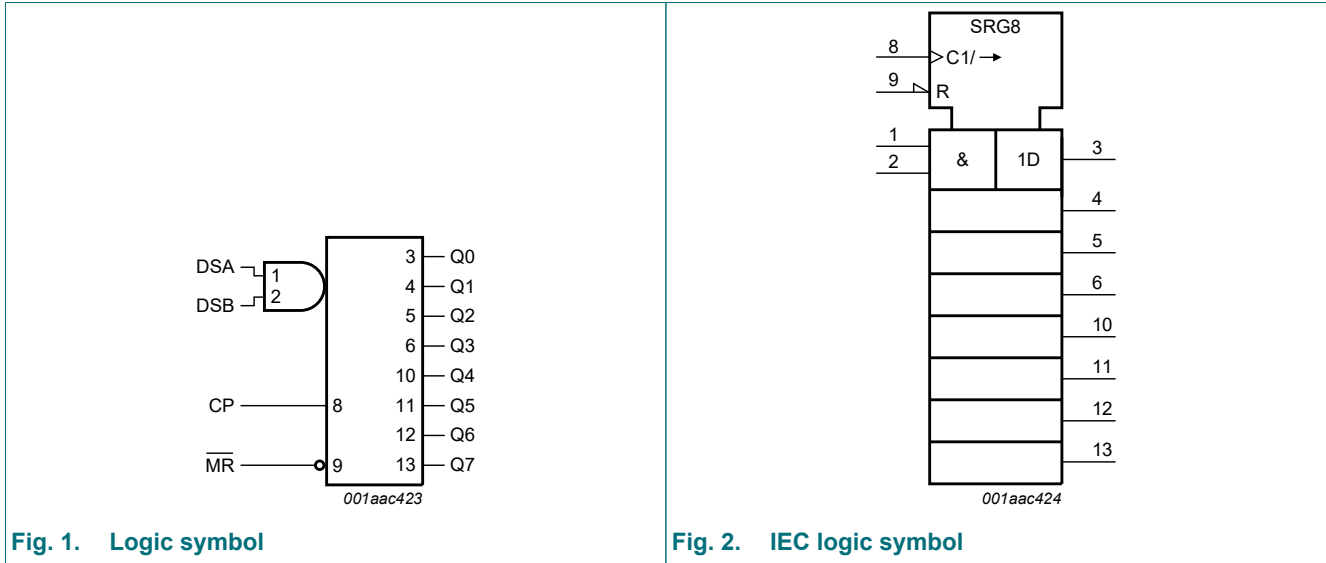 DSA
1
DSB
2
CP
8
MR
9
3 Q0
4 Q1
5 Q2
6 Q3
10 Q4
11 Q5
12 Q6
13 Q7
001aac423
Fig. 1. Logic symbol
SRG8
8
C1/ →
9
R
1
2
&
1D
3
4
5
6
10
11
12
13
001aac424
Fig. 2. IEC logic symbol